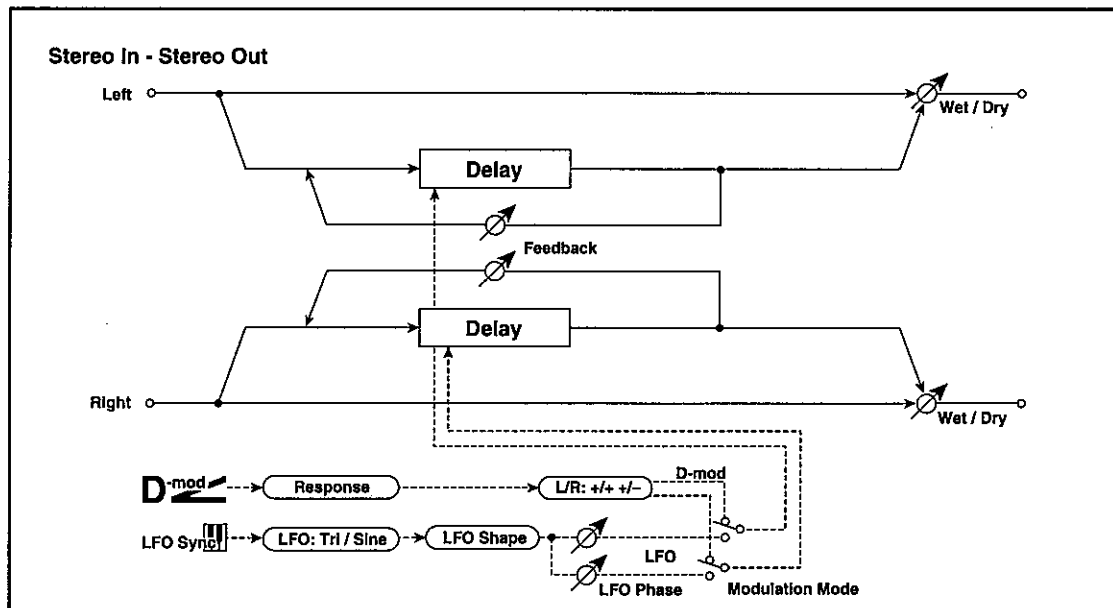 Stereo In - Stereo Out
Left
Wet / Dry
Delay
Feedback
Delay
Right
Wet / Dry
D-mod
Response
L/R: +/+ +/−
D-mod
LFO Sync
LFO: Tri / Sine
LFO Shape
LFO
LFO Phase
Modulation Mode